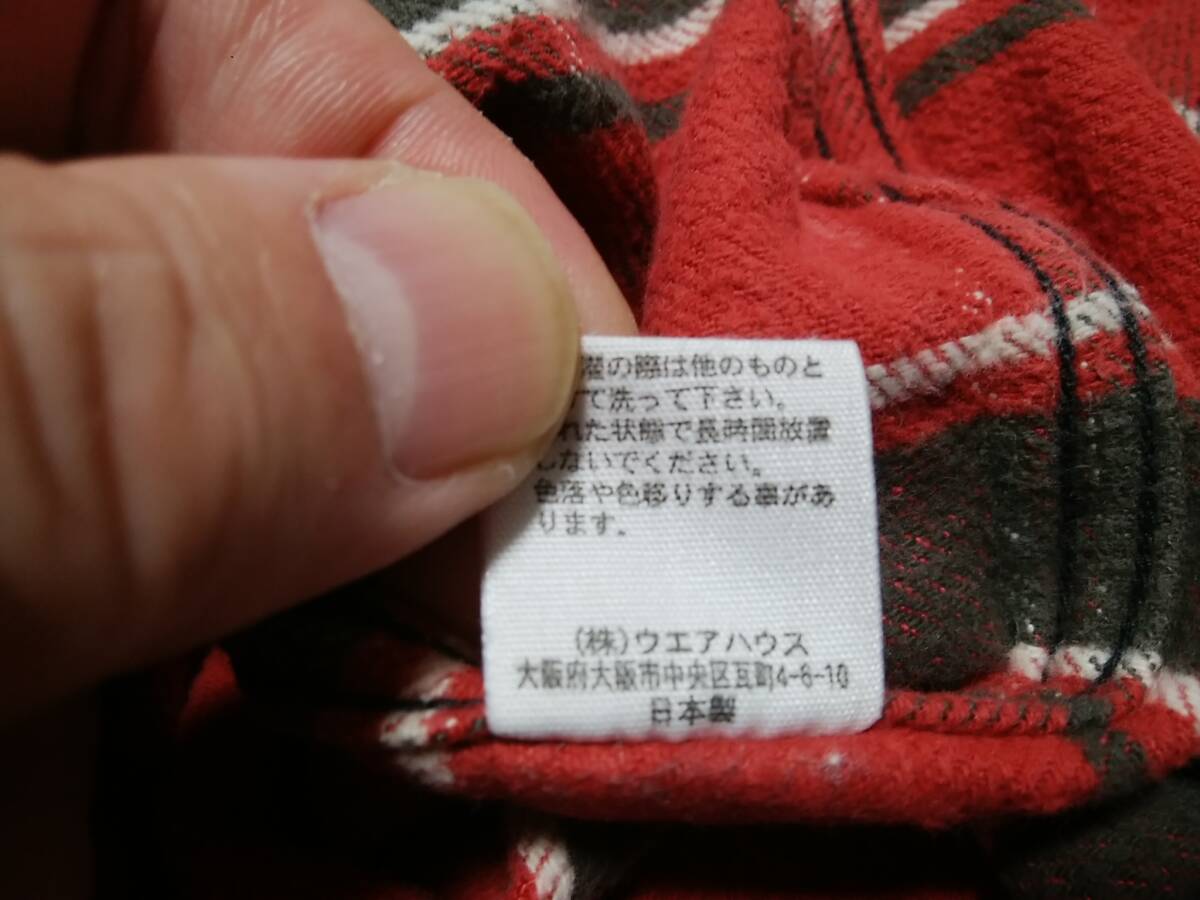 濯の際は他のものと
て洗って下さい。
れた状態で長時間放置
しないでください。
色落や色移りする事があ
ります。
(株)ウエアハウス
大阪府大阪市中央区瓦町4-6-10
日本製